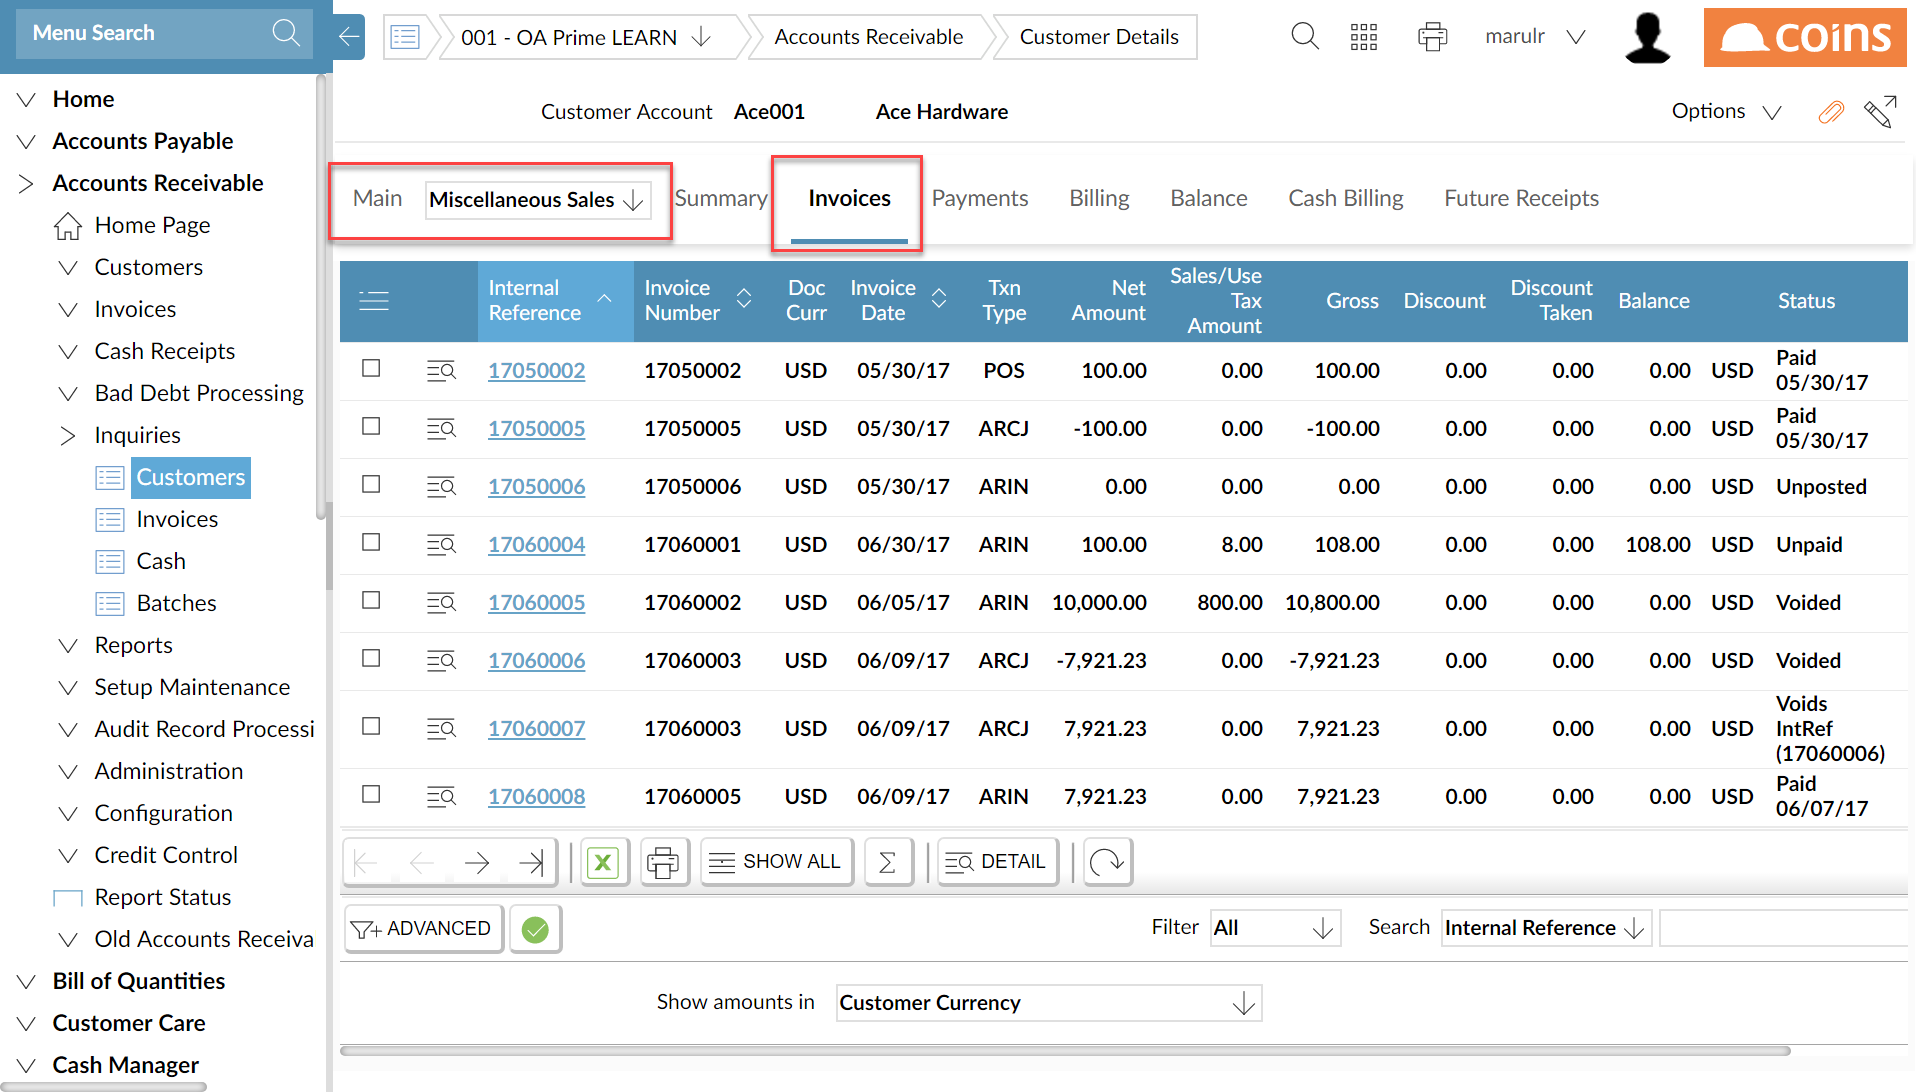 Menu Search
001 - OA Prime LEARN
Accounts Receivable
Customer Details
marulr
coins
Home
Accounts Payable
Accounts Receivable
Home Page
Customers
Invoices
Cash Receipts
Bad Debt Processing
Inquiries
Customers
Invoices
Cash
Batches
Reports
Setup Maintenance
Audit Record Processi
Administration
Configuration
Credit Control
Report Status
Old Accounts Receiva
Bill of Quantities
Customer Care
Cash Manager
Customer Account Ace001 Ace Hardware
Options
Main Miscellaneous Sales Summary Invoices Payments Billing Balance Cash Billing Future Receipts
Internal Reference Invoice Number Doc Curr Invoice Date Txn Type Net Amount Sales/Use Tax Amount Gross Discount Discount Taken Balance Status
17050002 17050002 USD 05/30/17 POS 100.00 0.00 100.00 0.00 0.00 0.00 USD Paid 05/30/17
17050005 17050005 USD 05/30/17 ARCJ -100.00 0.00 -100.00 0.00 0.00 0.00 USD Paid 05/30/17
17050006 17050006 USD 05/30/17 ARIN 0.00 0.00 0.00 0.00 0.00 0.00 USD Unposted
17060004 17060001 USD 06/30/17 ARIN 100.00 8.00 108.00 0.00 0.00 108.00 USD Unpaid
17060005 17060002 USD 06/05/17 ARIN 10,000.00 800.00 10,800.00 0.00 0.00 0.00 USD Voided
17060006 17060003 USD 06/09/17 ARCJ -7,921.23 0.00 -7,921.23 0.00 0.00 0.00 USD Voided
17060007 17060003 USD 06/09/17 ARCJ 7,921.23 0.00 7,921.23 0.00 0.00 0.00 USD Voids IntRef (17060006)
17060008 17060005 USD 06/09/17 ARIN 7,921.23 0.00 7,921.23 0.00 0.00 0.00 USD Paid 06/07/17
X SHOW ALL Σ DETAIL
ADVANCED Filter All Search Internal Reference
Show amounts in Customer Currency